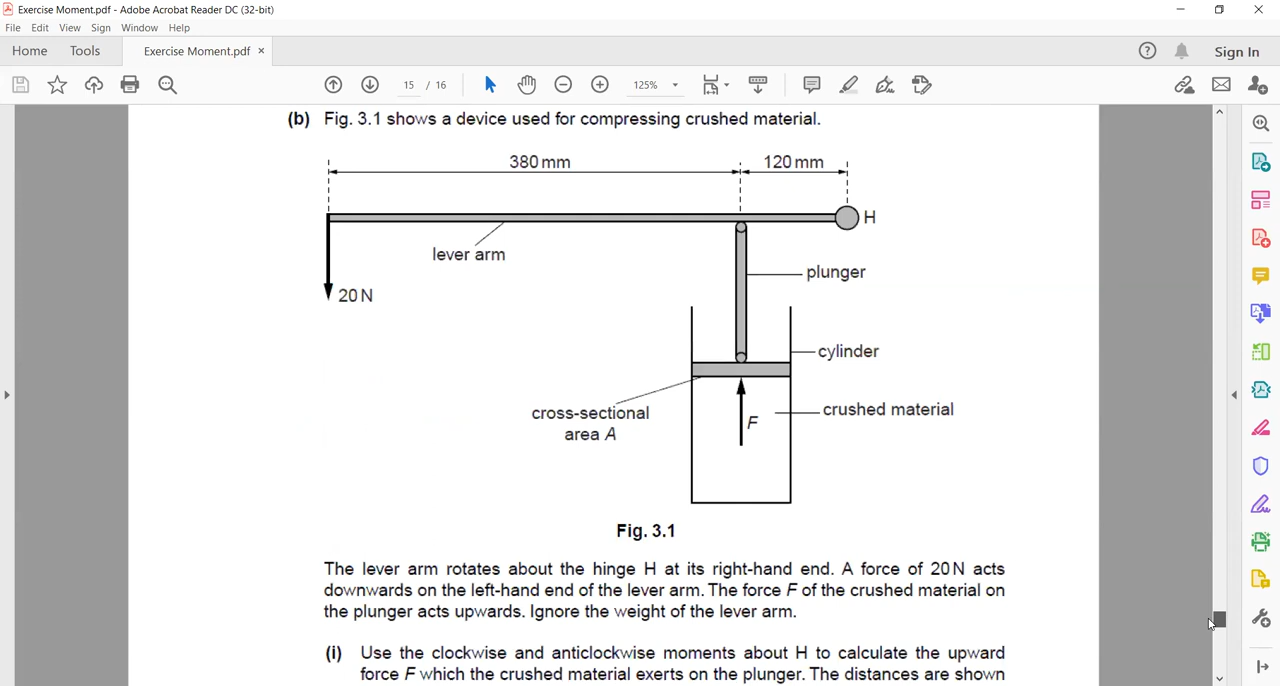 Exercise Moment.pdf - Adobe Acrobat Reader DC (32-bit)
File Edit View Sign Window Help
Home Tools Exercise Moment.pdf × Sign In
15 / 16 125%
(b) Fig. 3.1 shows a device used for compressing crushed material.
380 mm 120 mm
H
lever arm
plunger
20 N
cylinder
cross-sectional
area A
crushed material
F
Fig. 3.1
The lever arm rotates about the hinge H at its right-hand end. A force of 20 N acts
downwards on the left-hand end of the lever arm. The force F of the crushed material on
the plunger acts upwards. Ignore the weight of the lever arm.
(i) Use the clockwise and anticlockwise moments about H to calculate the upward
force F which the crushed material exerts on the plunger. The distances are shown